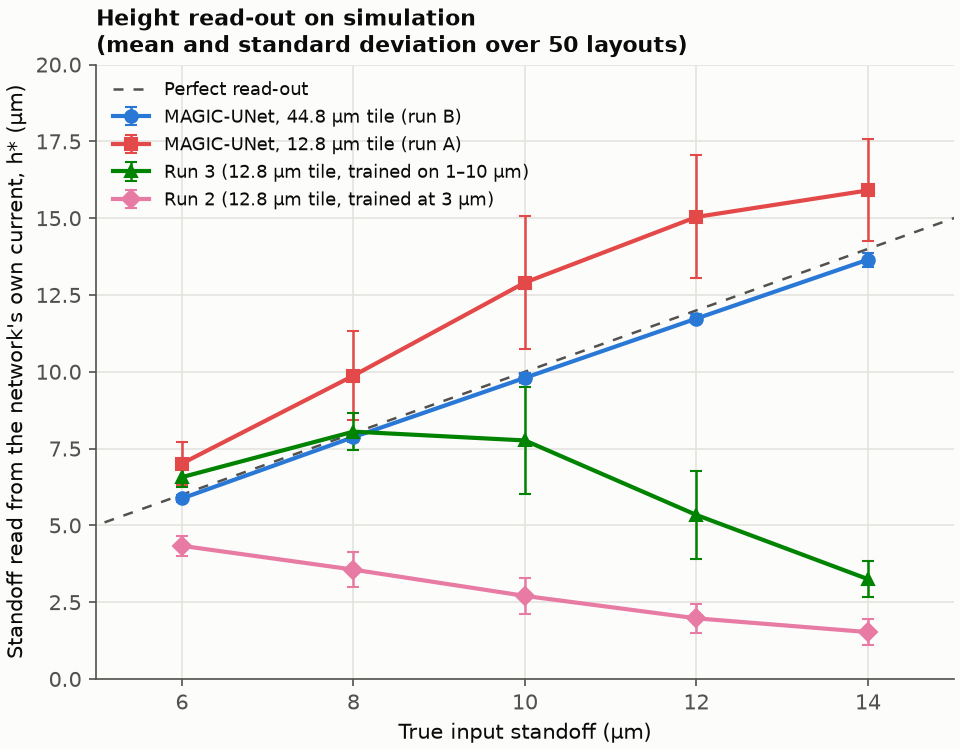 Height read-out on simulation
(mean and standard deviation over 50 layouts)
Standoff read from the network's own current, h* (μm)
20.0
17.5
15.0
12.5
10.0
7.5
5.0
2.5
0.0
Perfect read-out
MAGIC-UNet, 44.8 μm tile (run B)
MAGIC-UNet, 12.8 μm tile (run A)
Run 3 (12.8 μm tile, trained on 1–10 μm)
Run 2 (12.8 μm tile, trained at 3 μm)
6
8
10
12
14
True input standoff (μm)